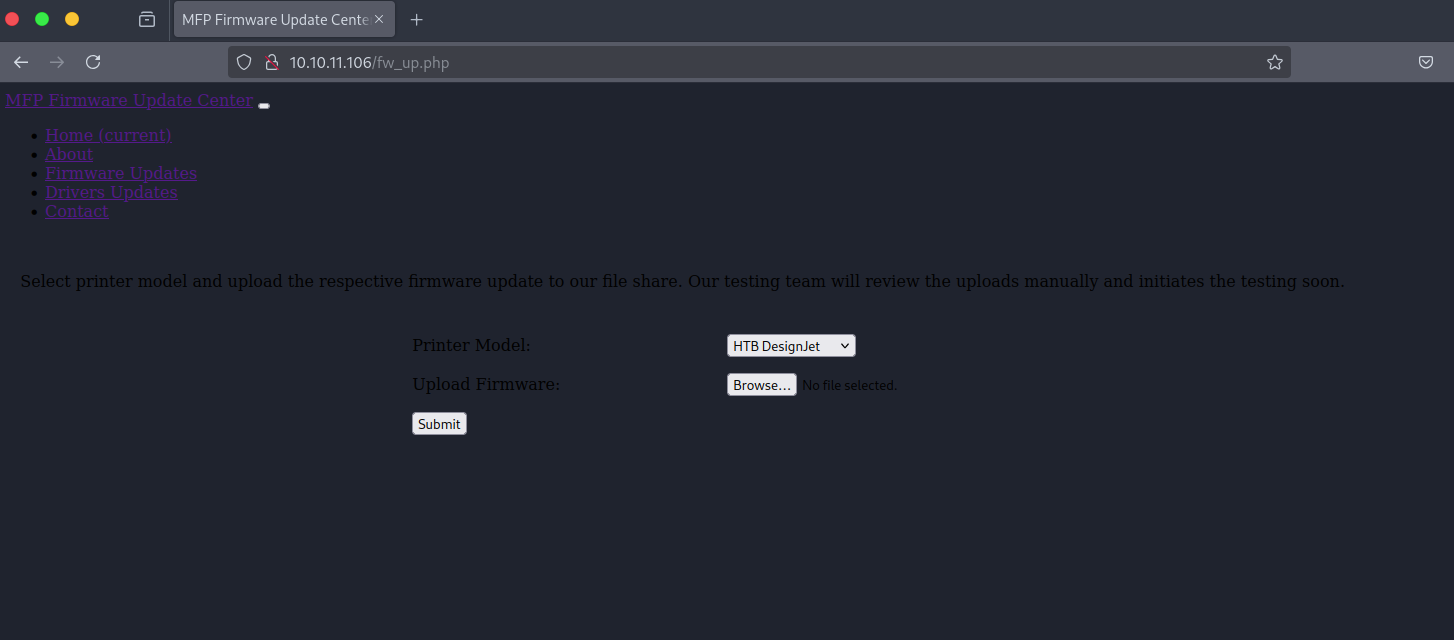 MFP Firmware Update Cente
10.10.11.106/fw_up.php
MFP Firmware Update Center
Home (current)
About
Firmware Updates
Drivers Updates
Contact
Select printer model and upload the respective firmware update to our file share. Our testing team will review the uploads manually and initiates the testing soon.
Printer Model: HTB DesignJet
Upload Firmware: Browse... No file selected.
Submit